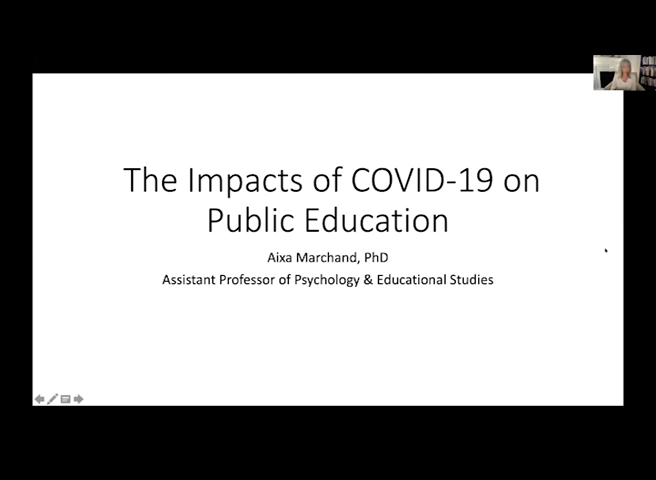 The Impacts of COVID-19 on
Public Education
Aixa Marchand, PhD
Assistant Professor of Psychology & Educational Studies